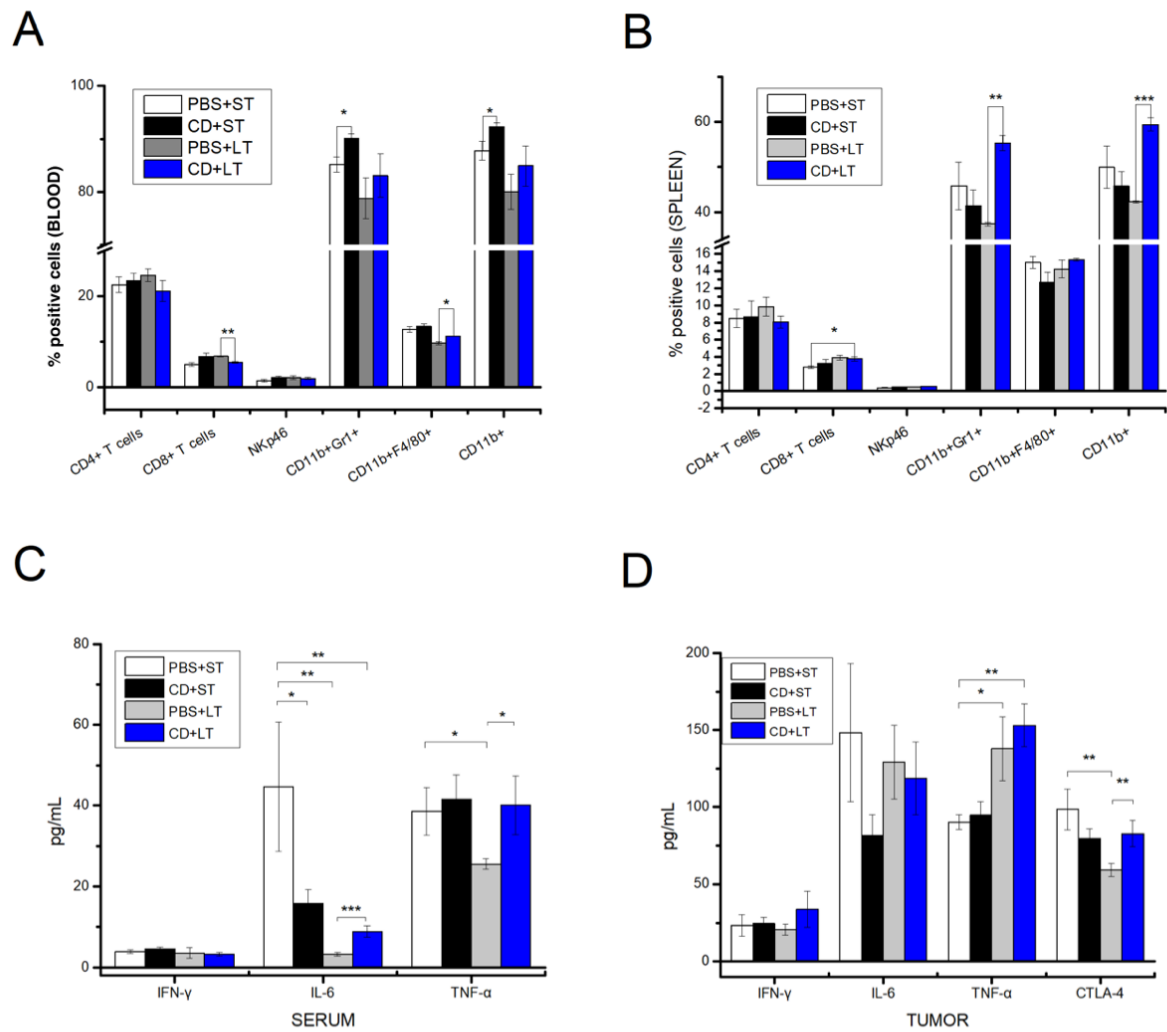 A
% positive cells (BLOOD)
100
80
20
0
PBS+ST
CD+ST
PBS+LT
CD+LT
*
*
**
*
CD4+ T cells
CD8+ T cells
NKp46
CD11b+Gr1+
CD11b+F4/80+
CD11b+
B
% positive cells (SPLEEN)
60
40
16
14
12
10
8
6
4
2
0
-2
PBS+ST
CD+ST
PBS+LT
CD+LT
**
***
*
CD4+ T cells
CD8+ T cells
NKp46
CD11b+Gr1+
CD11b+F4/80+
CD11b+
C
pg/mL
80
60
40
20
0
PBS+ST
CD+ST
PBS+LT
CD+LT
**
**
*
***
*
*
IFN-γ
IL-6
TNF-α
SERUM
D
pg/mL
200
150
100
50
0
PBS+ST
CD+ST
PBS+LT
CD+LT
**
*
**
**
IFN-γ
IL-6
TNF-α
CTLA-4
TUMOR